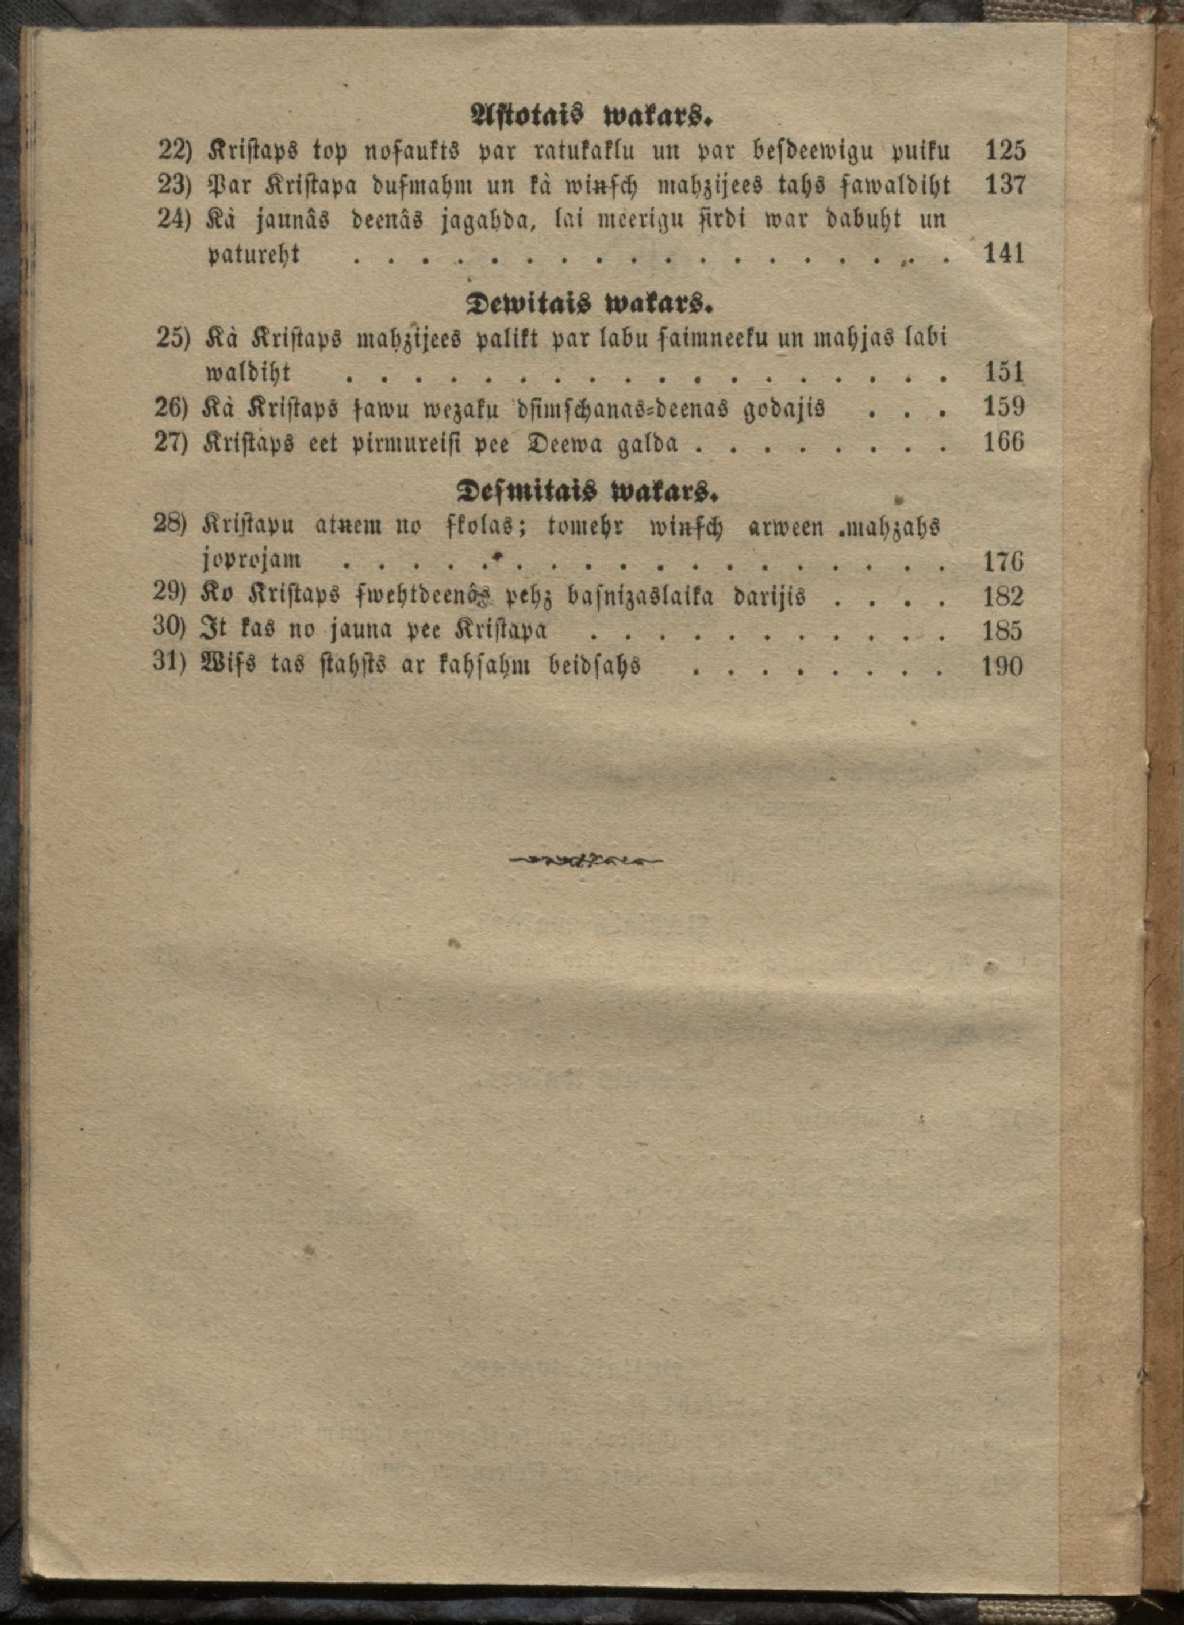 Aſtotais wakars.
22) Kriſtaps top noſaukts par ratukaklu un par besdeewigu puiku 125
23) Par Kriſtapa duſmahm un kà wiņſch mahzijees tahs ſawaldiht 137
24) Kà jaunâs deenâs jagahda, lai meerigu ſirdi war dabuht un
patureht . . . . . . . . . . . . . . . . . . 141
Dewitais wakars.
25) Kà Kriſtaps mahzijees palikt par labu ſaimneeku un mahjas labi
waldiht . . . . . . . . . . . . . . . . . . 151
26) Kà Kriſtaps ſawu wezaku dſimſchanas-deenas godajis . . . 159
27) Kriſtaps eet pirmureiſi pee Deewa galda . . . . . . . . 166
Deſmitais wakars.
28) Kriſtapu atņem no ſkolas; tomehr wiņſch arween mahzahs
joprojam . . . . . . . . . . . . . . . . . . 176
29) Ko Kriſtaps ſwehtdeenâs pehz baſnizaslaika darijis . . . . 182
30) It kas no jauna pee Kriſtapa . . . . . . . . . . . 185
31) Wiſs tas ſtahſts ar kahſahm beidſahs . . . . . . . . 190